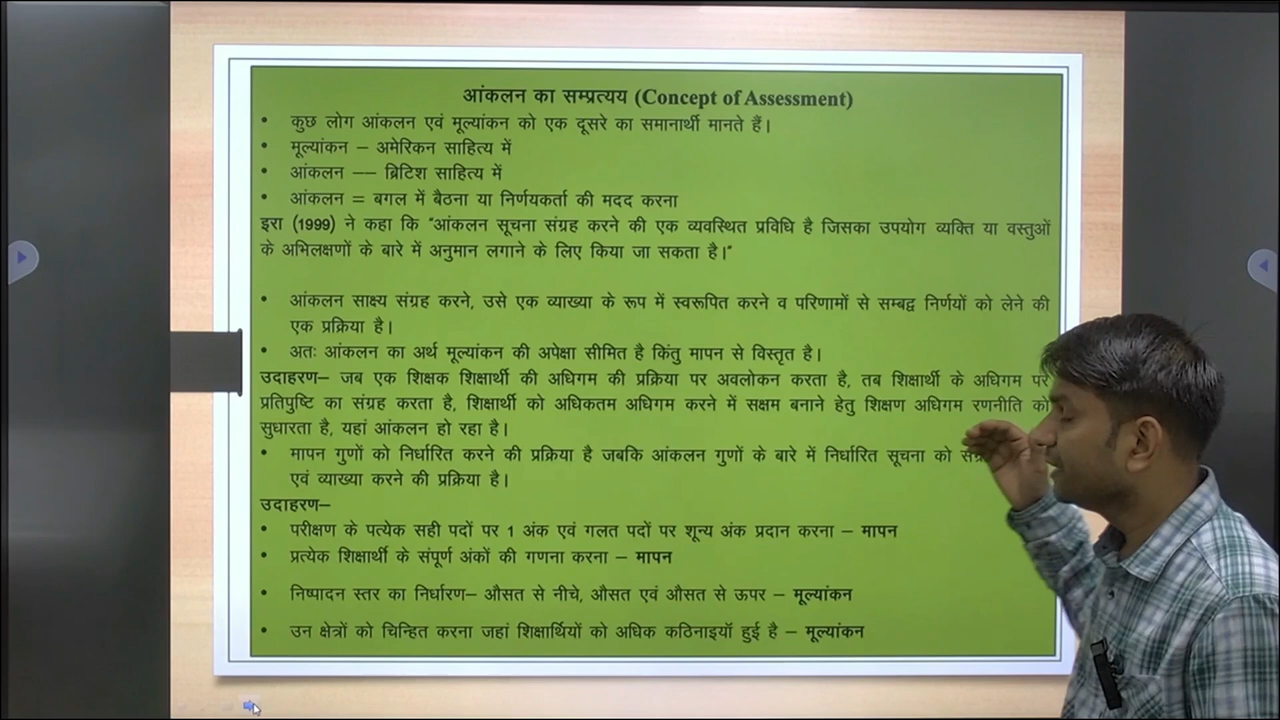 आंकलन का सम्प्रत्यय (Concept of Assessment)
• कुछ लोग आंकलन एवं मूल्यांकन को एक दूसरे का समानार्थी मानते हैं।
• मूल्यांकन – अमेरिकन साहित्य में
• आंकलन –– ब्रिटिश साहित्य में
• आंकलन = बगल में बैठना या निर्णयकर्ता की मदद करना
इरा (1999) ने कहा कि "आंकलन सूचना संग्रह करने की एक व्यवस्थित प्रविधि है जिसका उपयोग व्यक्ति या वस्तुओं
के अभिलक्षणों के बारे में अनुमान लगाने के लिए किया जा सकता है।"
• आंकलन साक्ष्य संग्रह करने, उसे एक व्याख्या के रूप में स्वरूपित करने व परिणामों से सम्बद्व निर्णयों को लेने की
एक प्रक्रिया है।
• अतः आंकलन का अर्थ मूल्यांकन की अपेक्षा सीमित है किंतु मापन से विस्तृत है।
उदाहरण– जब एक शिक्षक शिक्षार्थी की अधिगम की प्रक्रिया पर अवलोकन करता है, तब शिक्षार्थी के अधिगम पर
प्रतिपुष्टि का संग्रह करता है, शिक्षार्थी को अधिकतम अधिगम करने में सक्षम बनाने हेतु शिक्षण अधिगम रणनीति को
सुधारता है, यहां आंकलन हो रहा है।
• मापन गुणों को निर्धारित करने की प्रक्रिया है जबकि आंकलन गुणों के बारे में निर्धारित सूचना को
एवं व्याख्या करने की प्रक्रिया है।
उदाहरण–
• परीक्षण के पत्येक सही पदों पर 1 अंक एवं गलत पदों पर शून्य अंक प्रदान करना – मापन
• प्रत्येक शिक्षार्थी के संपूर्ण अंकों की गणना करना – मापन
• निष्पादन स्तर का निर्धारण– औसत से नीचे, औसत एवं औसत से ऊपर – मूल्यांकन
• उन क्षेत्रों को चिन्हित करना जहां शिक्षार्थियों को अधिक कठिनाइयॉ हुई है – मूल्यांकन